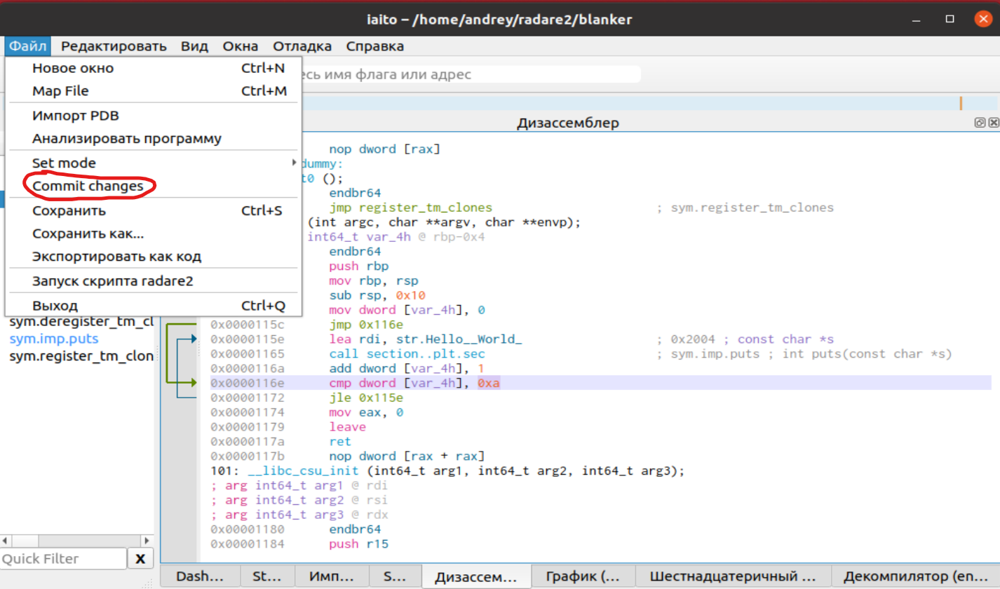 iaito – /home/andrey/radare2/blanker
Файл Редактировать Вид Окна Отладка Справка
Новое окно Ctrl+N
сь имя флага или адрес
Map File Ctrl+M
Импорт PDB
Анализировать программу
Set mode
Commit changes
Сохранить Ctrl+S
Сохранить как...
Экспортировать как код
Запуск скрипта radare2
Выход Ctrl+Q
sym.deregister_tm_cl
sym.imp.puts
sym.register_tm_clon
Quick Filter X
Дизассемблер
nop dword [rax]
dummy:
t0 ();
endbr64
jmp register_tm_clones ; sym.register_tm_clones
(int argc, char **argv, char **envp);
int64_t var_4h @ rbp-0x4
endbr64
push rbp
mov rbp, rsp
sub rsp, 0x10
mov dword [var_4h], 0
0x0000115c jmp 0x116e
0x0000115e lea rdi, str.Hello__World_ ; 0x2004 ; const char *s
0x00001165 call section..plt.sec ; sym.imp.puts ; int puts(const char *s)
0x0000116a add dword [var_4h], 1
0x0000116e cmp dword [var_4h], 0xa
0x00001172 jle 0x115e
0x00001174 mov eax, 0
0x00001179 leave
0x0000117a ret
0x0000117b nop dword [rax + rax]
101: __libc_csu_init (int64_t arg1, int64_t arg2, int64_t arg3);
; arg int64_t arg1 @ rdi
; arg int64_t arg2 @ rsi
; arg int64_t arg3 @ rdx
0x00001180 endbr64
0x00001184 push r15
Dash... St... Имп... S... Дизассем... График (... Шестнадцатеричный ... Декомпилятор (en...